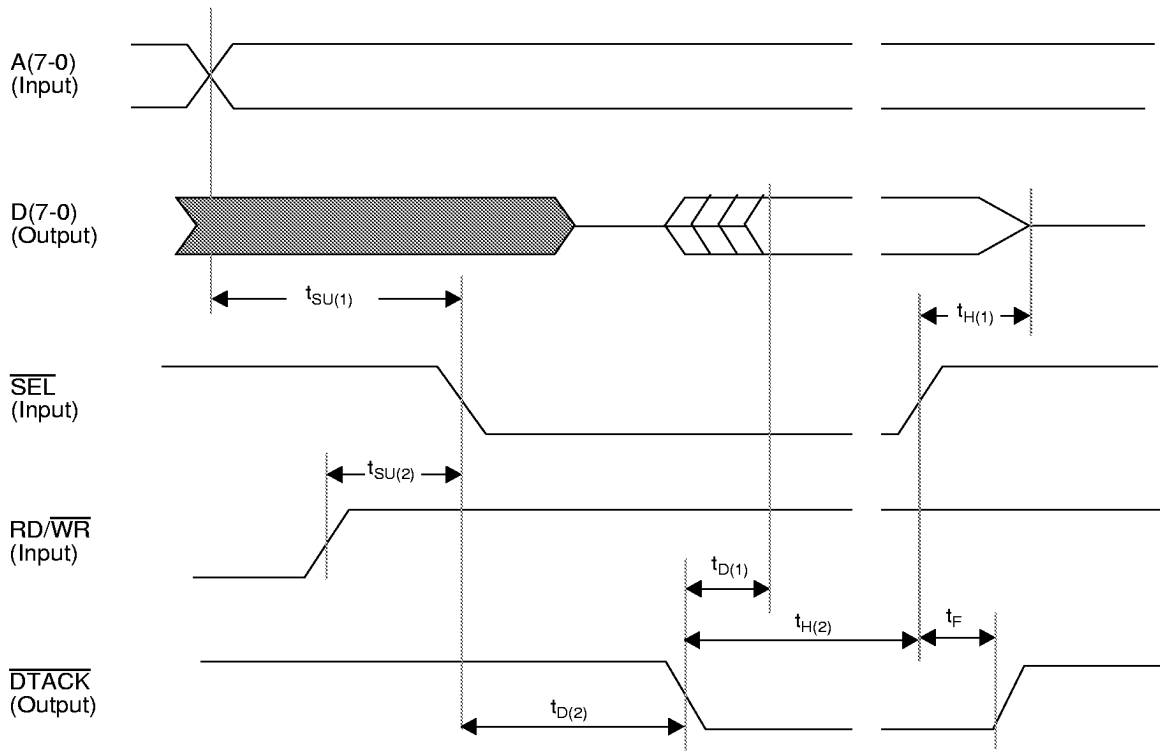 A(7-0)
(Input)
D(7-0)
(Output)
tSU(1)
tH(1)
SEL
(Input)
tSU(2)
RD/WR
(Input)
tD(1)
tH(2)
tF
DTACK
(Output)
tD(2)